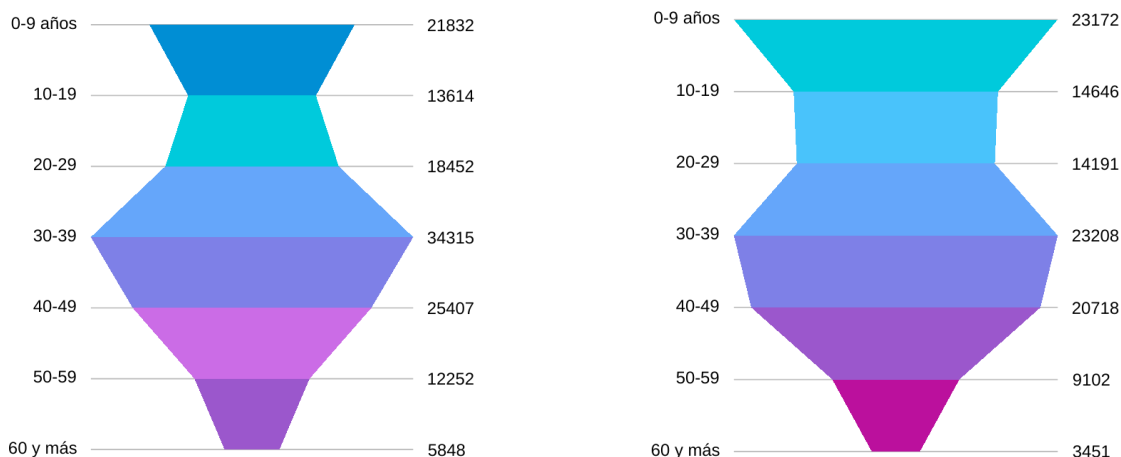 0-9 años 21832
10-19 13614
20-29 18452
30-39 34315
40-49 25407
50-59 12252
60 y más 5848
0-9 años 23172
10-19 14646
20-29 14191
30-39 23208
40-49 20718
50-59 9102
60 y más 3451